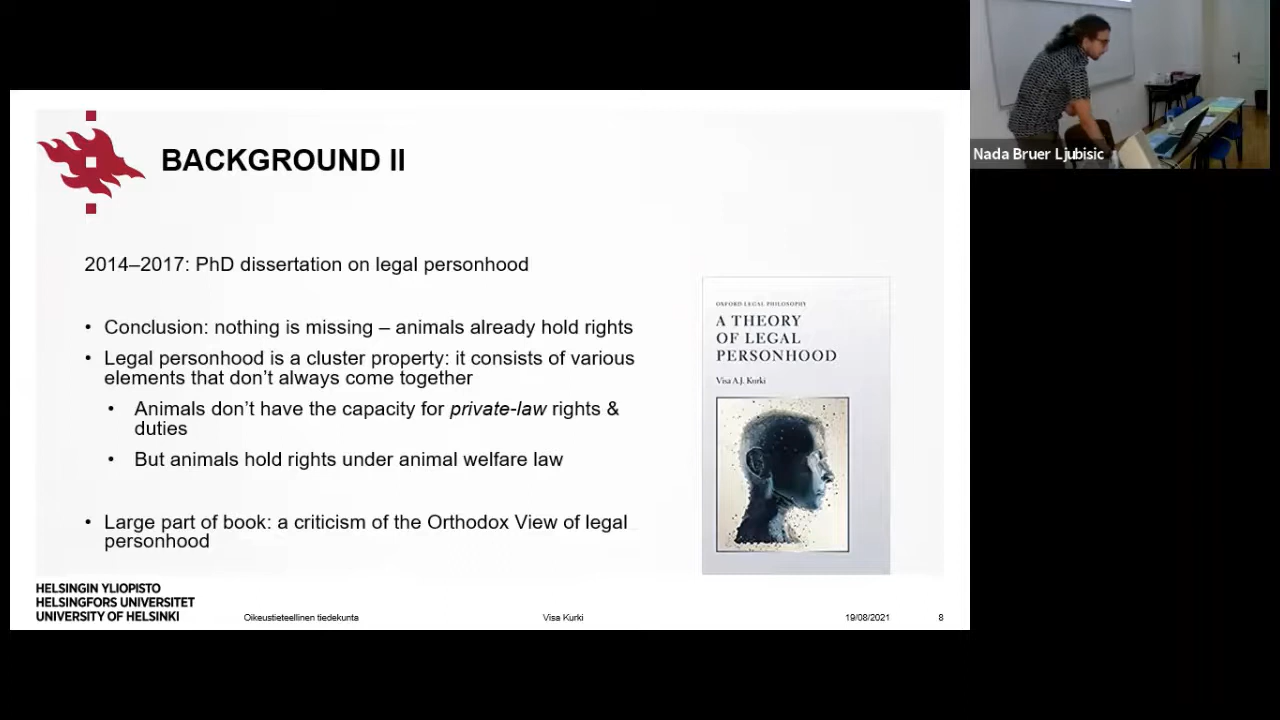 Nada Bruer Ljubisic
BACKGROUND II
2014–2017: PhD dissertation on legal personhood
• Conclusion: nothing is missing – animals already hold rights
• Legal personhood is a cluster property: it consists of various
elements that don't always come together
• Animals don't have the capacity for private-law rights &
duties
• But animals hold rights under animal welfare law
• Large part of book: a criticism of the Orthodox View of legal
personhood
OXFORD LEGAL PHILOSOPHY
A THEORY
OF LEGAL
PERSONHOOD
Visa A.J. Kurki
HELSINGIN YLIOPISTO
HELSINGFORS UNIVERSITET
UNIVERSITY OF HELSINKI
Oikeustieteellinen tiedekunta
Visa Kurki
19/08/2021
8